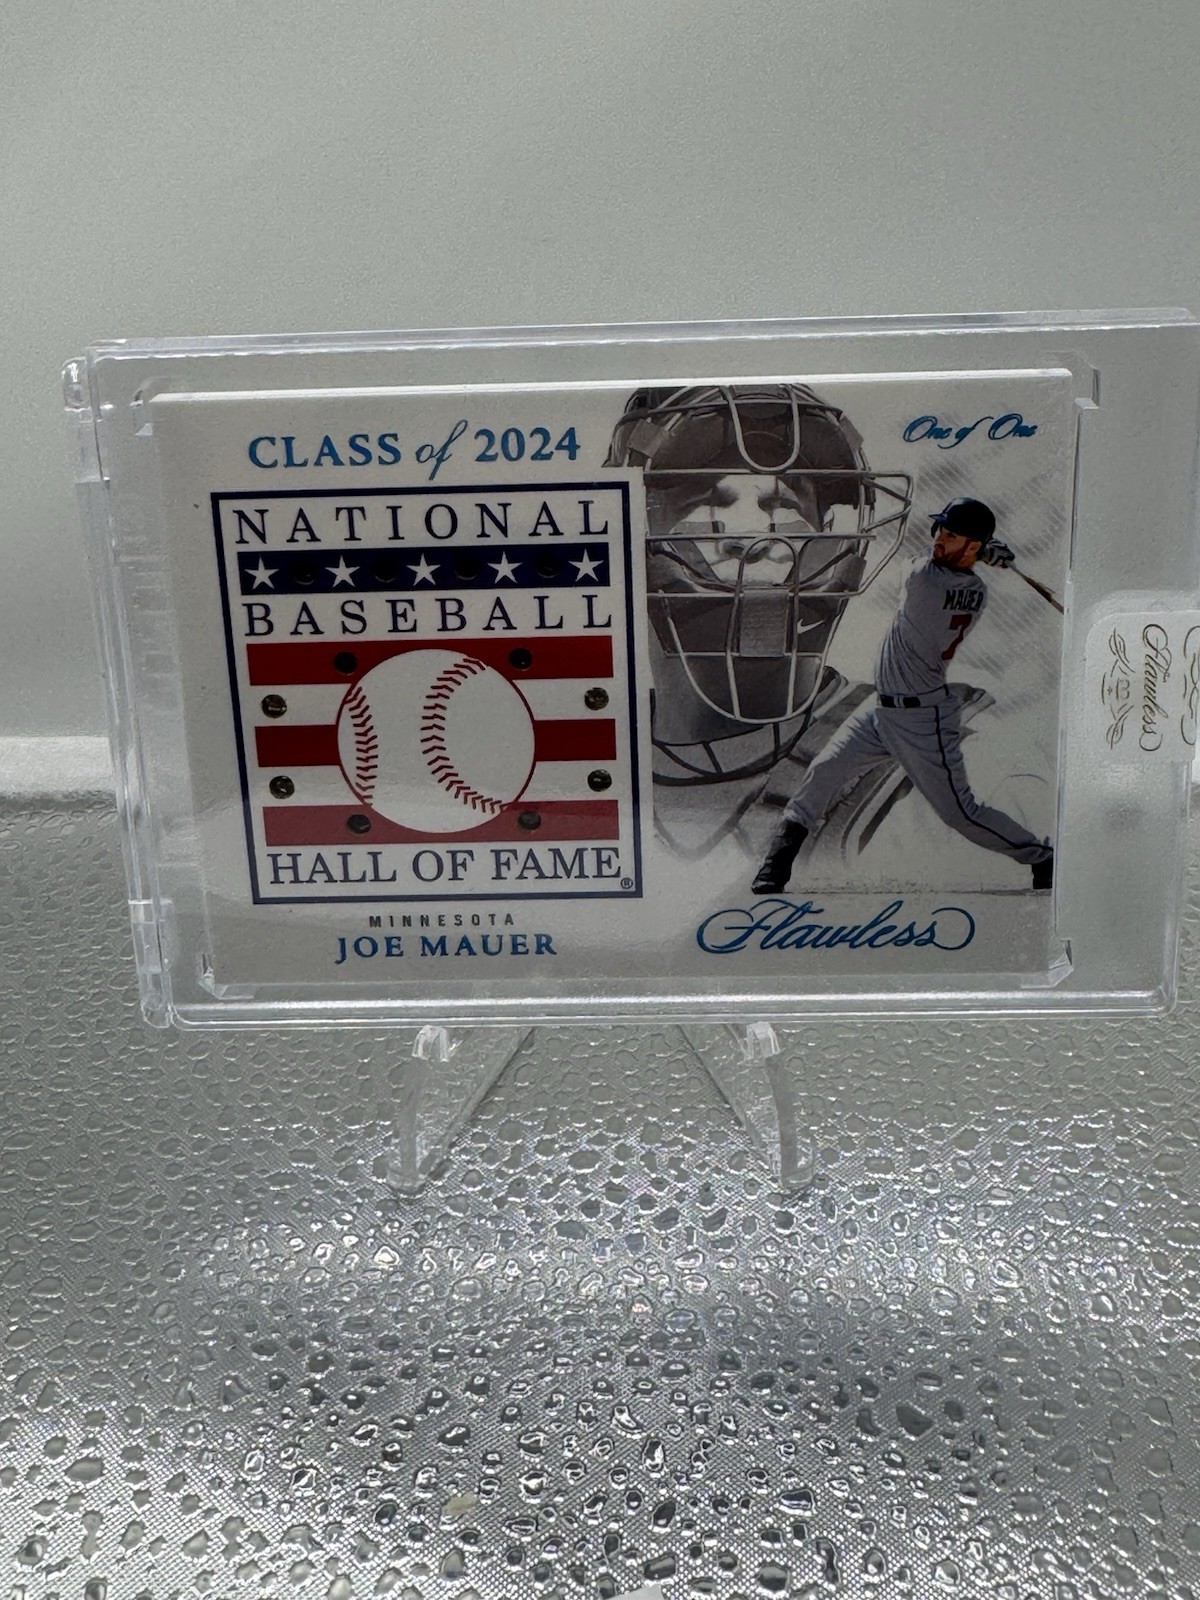 CLASS of 2024
One of One
NATIONAL
BASEBALL
HALL OF FAME®
MAUER
7
MINNESOTA
JOE MAUER
Flawless
Flawless